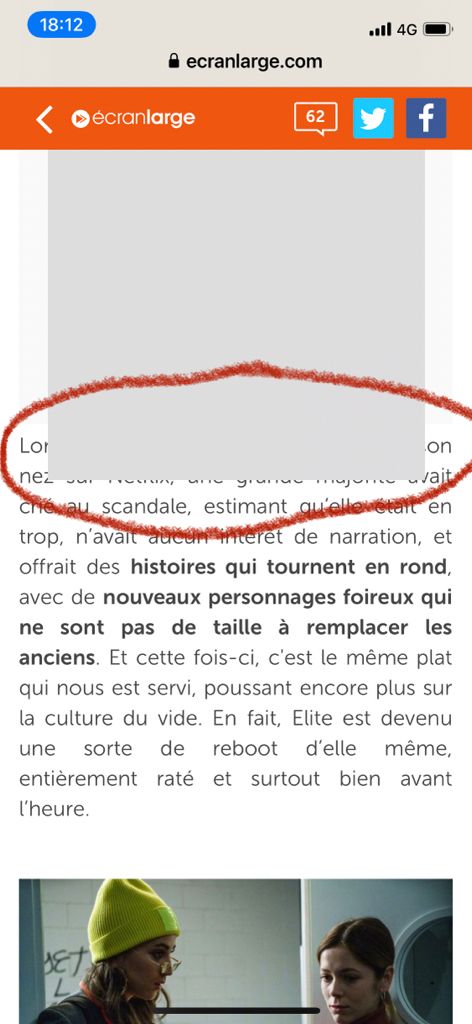 18:12
4G
ecranlarge.com
écranlarge
62
Lor on
nez sur Netflix, une grande majorité avait
crié au scandale, estimant qu'elle était en
trop, n'avait aucun intérêt de narration, et
offrait des histoires qui tournent en rond,
avec de nouveaux personnages foireux qui
ne sont pas de taille à remplacer les
anciens. Et cette fois-ci, c'est le même plat
qui nous est servi, poussant encore plus sur
la culture du vide. En fait, Elite est devenu
une sorte de reboot d'elle même,
entièrement raté et surtout bien avant
l'heure.